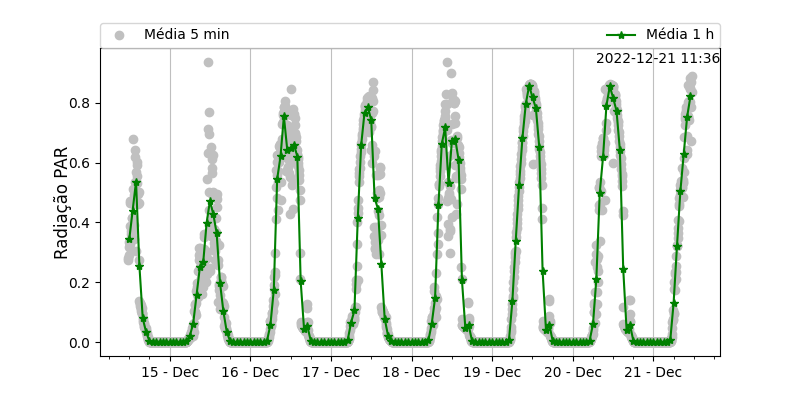 Média 5 min Média 1 h
2022-12-21 11:36
Radiação PAR
0.8
0.6
0.4
0.2
0.0
15 - Dec 16 - Dec 17 - Dec 18 - Dec 19 - Dec 20 - Dec 21 - Dec